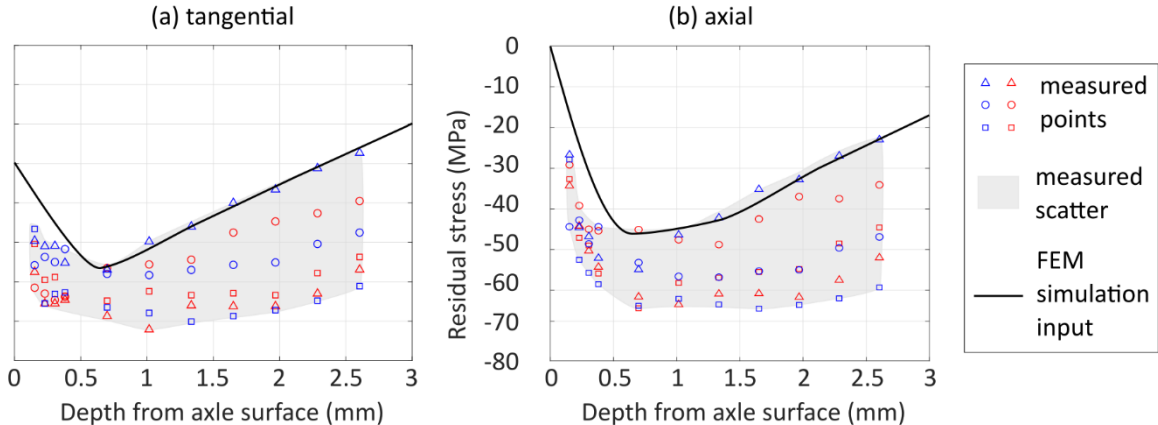 (a) tangential
(b) axial
0
-10
-20
-30
-40
-50
-60
-70
-80
Residual stress (MPa)
0 0.5 1 1.5 2 2.5 3
0 0.5 1 1.5 2 2.5 3
Depth from axle surface (mm)
Depth from axle surface (mm)
measured
points
measured
scatter
FEM
simulation
input